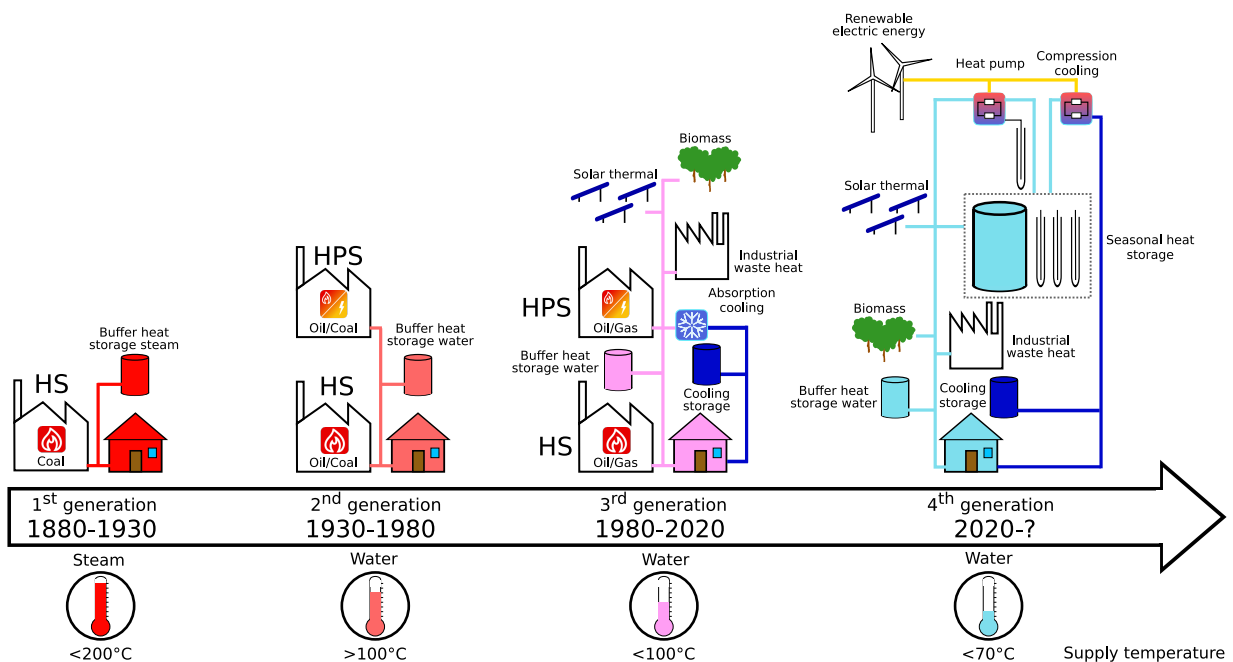 HS
Coal
Buffer heat
storage steam
HPS
Oil/Coal
Buffer heat
storage water
HS
Oil/Coal
Biomass
Solar thermal
Industrial
waste heat
HPS
Oil/Gas
Absorption
cooling
Buffer heat
storage water
Cooling
storage
HS
Oil/Gas
Renewable
electric energy
Heat pump
Compression
cooling
Solar thermal
Seasonal heat
storage
Biomass
Industrial
waste heat
Buffer heat
storage water
Cooling
storage
1st generation
1880-1930
2nd generation
1930-1980
3rd generation
1980-2020
4th generation
2020-?
Steam
<200°C
Water
>100°C
Water
<100°C
Water
<70°C
Supply temperature